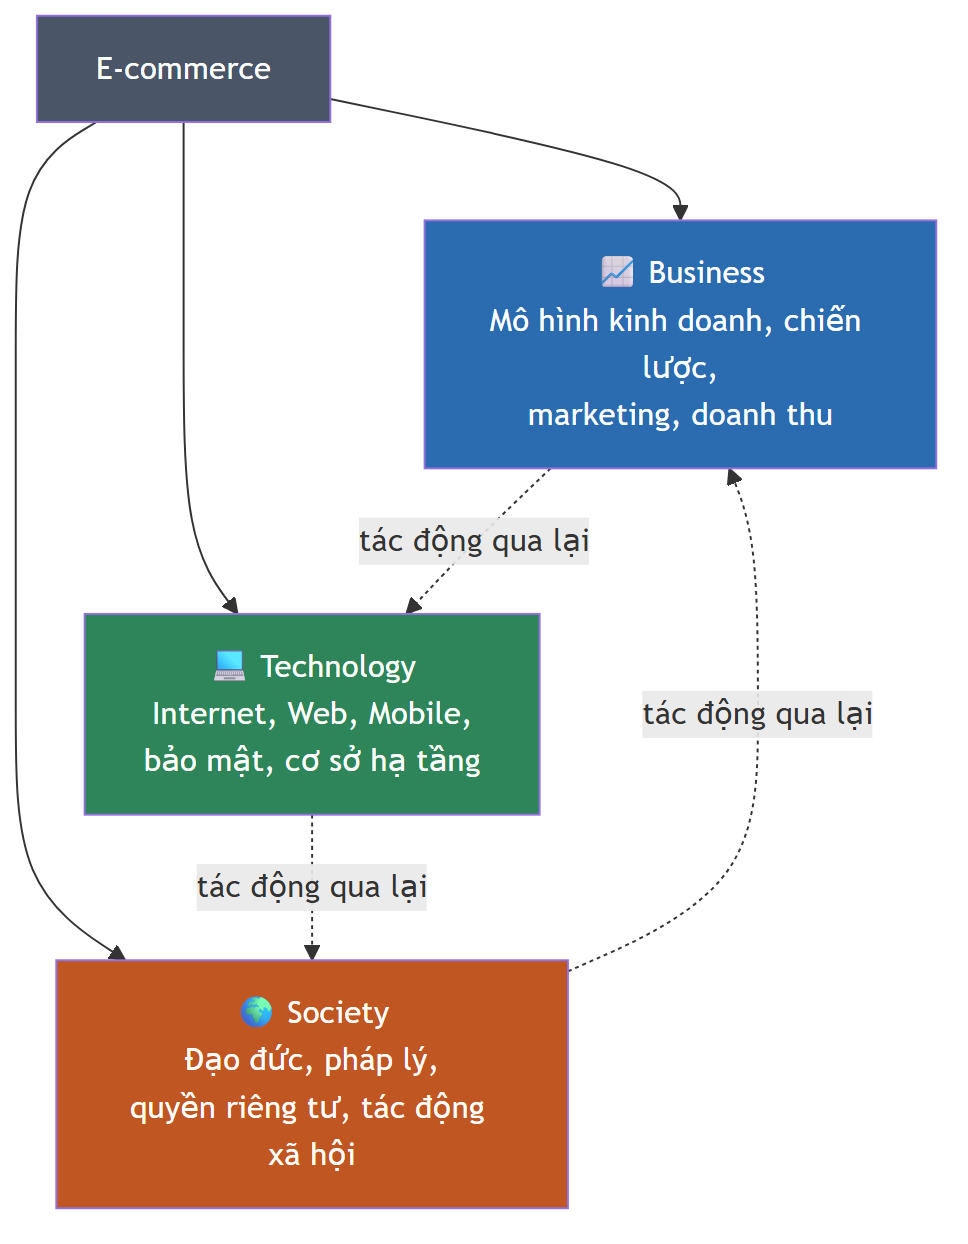 E-commerce
📈 Business
Mô hình kinh doanh, chiến
lược,
marketing, doanh thu
tác động qua lại
💻 Technology
Internet, Web, Mobile,
bảo mật, cơ sở hạ tầng
tác động qua lại
tác động qua lại
🌍 Society
Đạo đức, pháp lý,
quyền riêng tư, tác động
xã hội